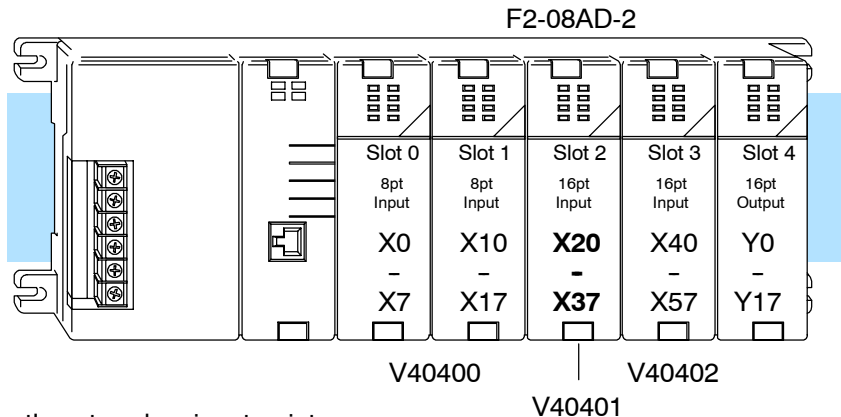 F2-08AD-2
Slot 0 Slot 1 Slot 2 Slot 3 Slot 4
8pt 8pt 16pt 16pt 16pt
Input Input Input Input Output
X0 X10 X20 X40 Y0
– – - – –
X7 X17 X37 X57 Y17
V40400 V40402
V40401